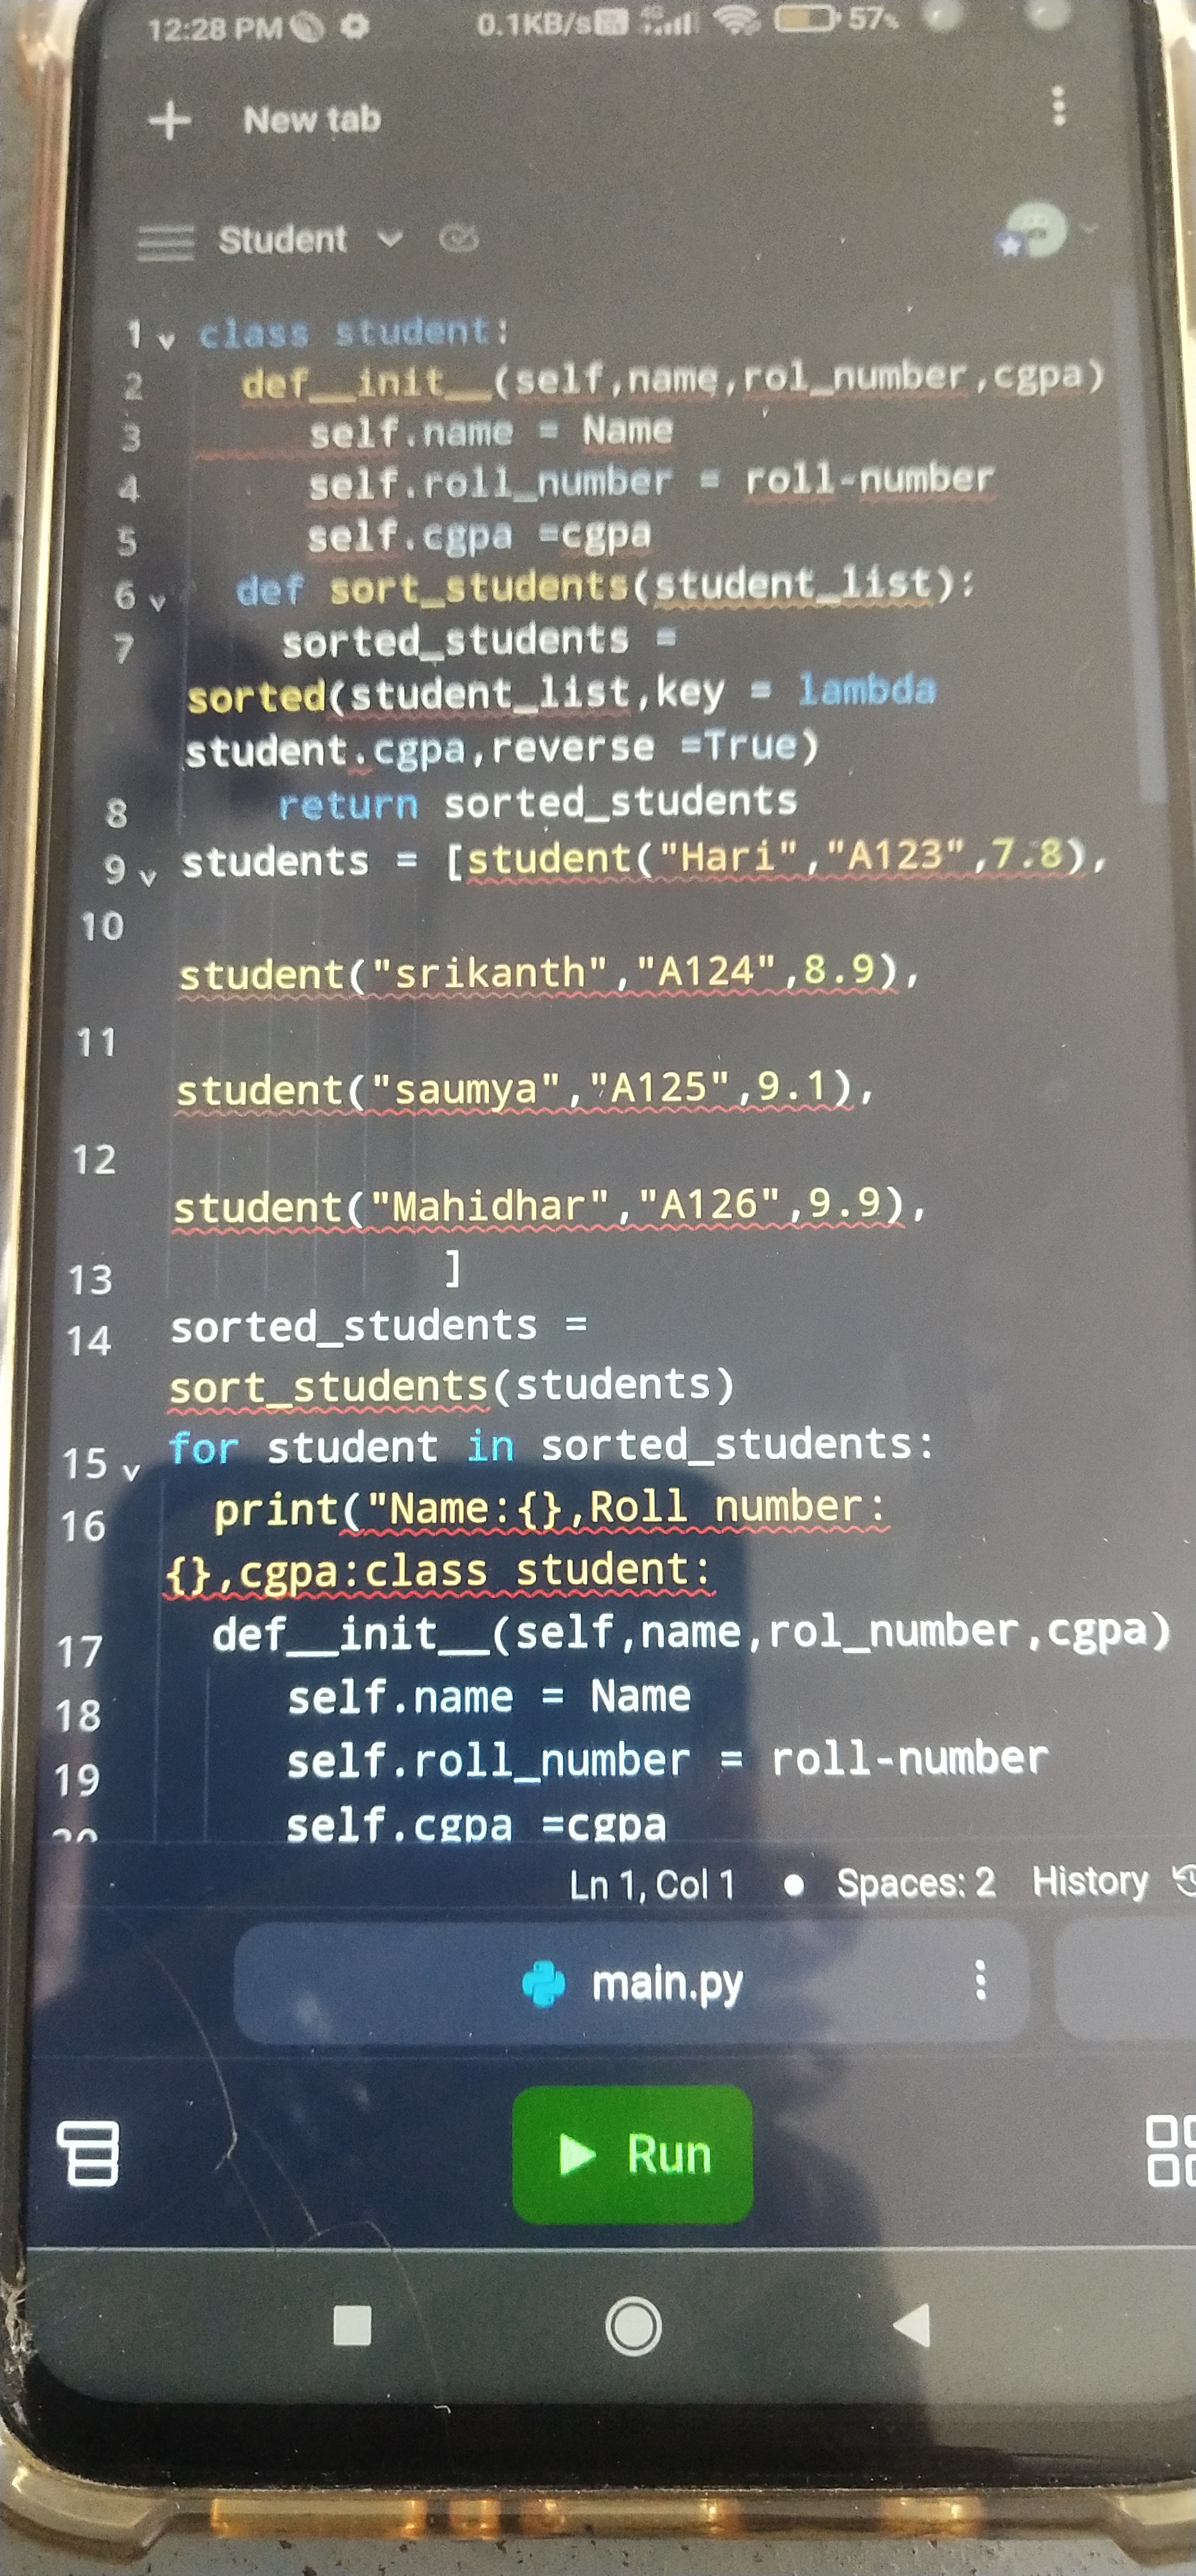 12:28 PM 0.1KB/s 4G 57%
+ New tab
Student
1 class student:
2 def__init__(self,name,rol_number,cgpa)
3 self.name = Name
4 self.roll_number = roll-number
5 self.cgpa =cgpa
6 def sort_students(student_list):
7 sorted_students =
sorted(student_list,key = lambda
student.cgpa,reverse =True)
8 return sorted_students
9 students = [student("Hari","A123",7.8),
10
student("srikanth","A124",8.9),
11
student("saumya","A125",9.1),
12
student("Mahidhar","A126",9.9),
13 ]
14 sorted_students =
sort_students(students)
15 for student in sorted_students:
16 print("Name:{},Roll number:
{},cgpa:class student:
17 def__init__(self,name,rol_number,cgpa)
18 self.name = Name
19 self.roll_number = roll-number
20 self.cgpa =cgpa
Ln 1, Col 1 • Spaces: 2 History
main.py
Run